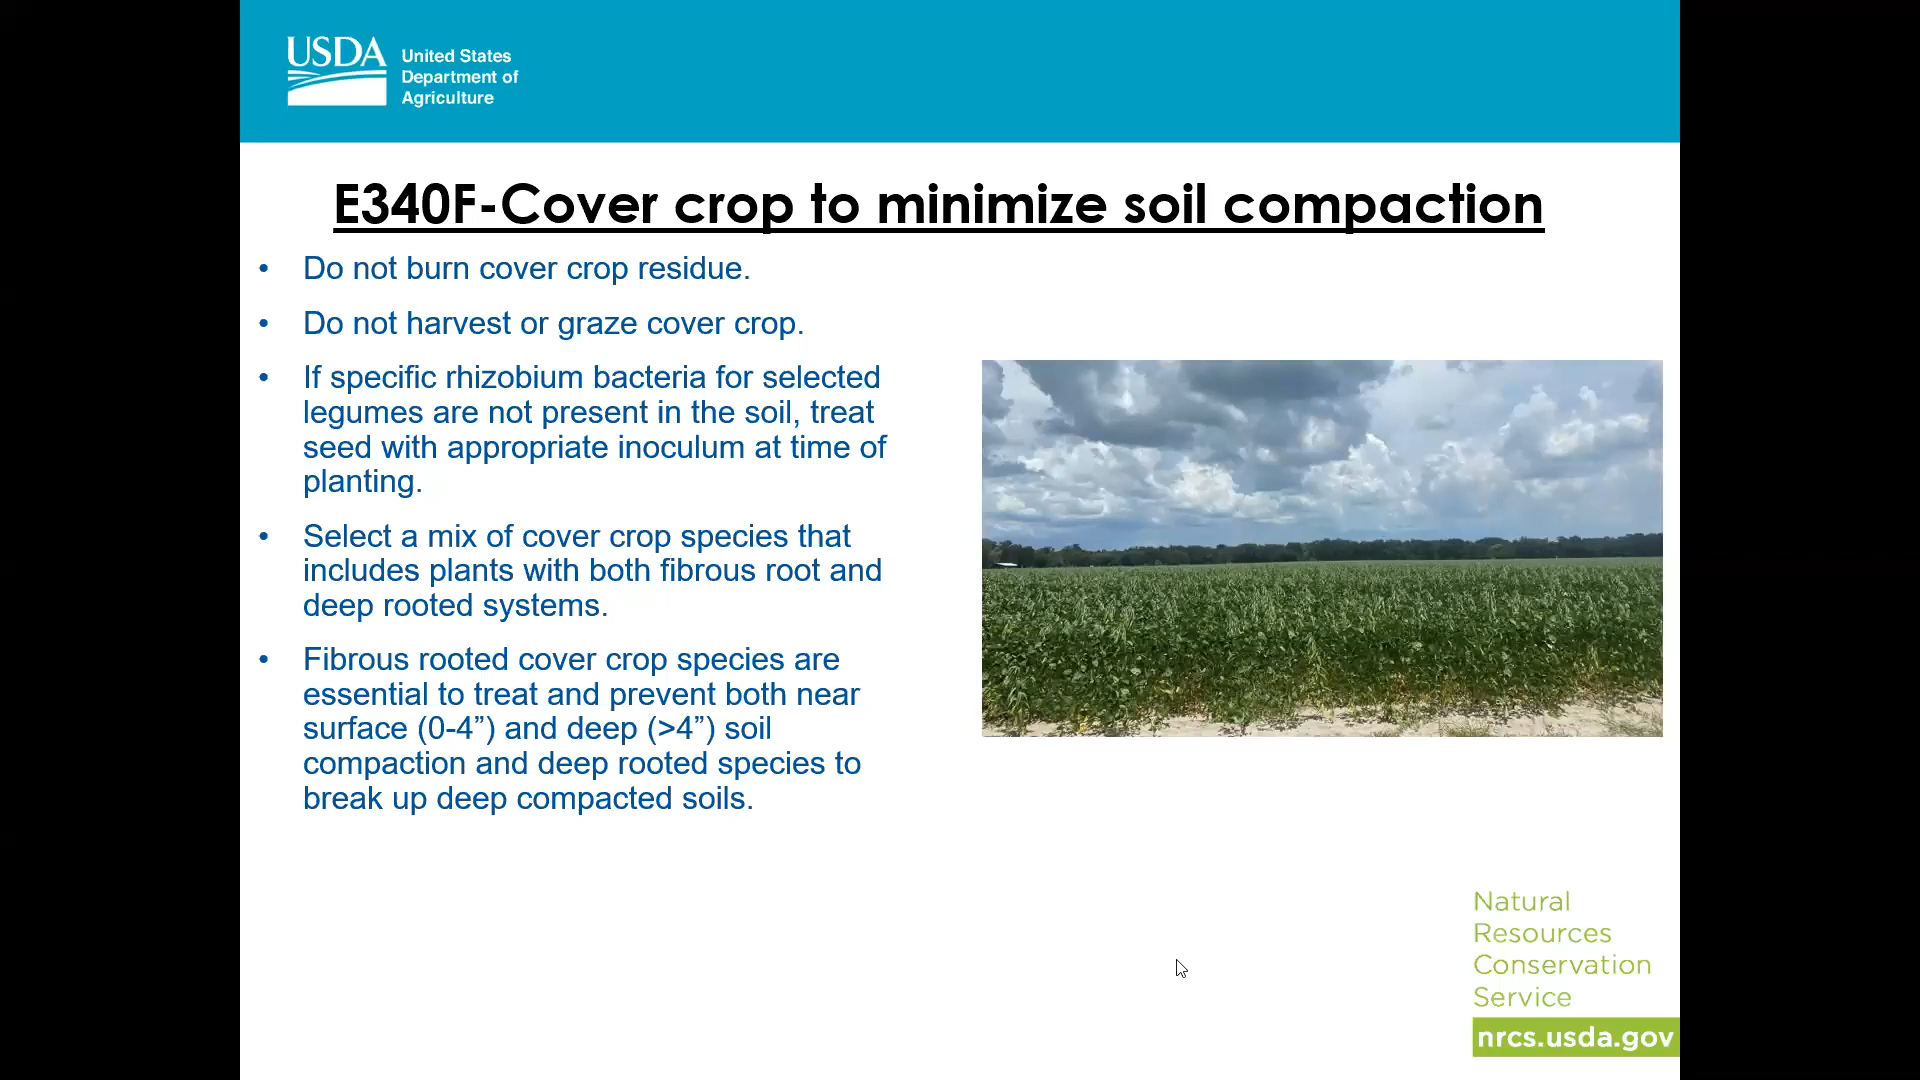 USDA
United States
Department of
Agriculture
E340F-Cover crop to minimize soil compaction
• Do not burn cover crop residue.
• Do not harvest or graze cover crop.
• If specific rhizobium bacteria for selected
legumes are not present in the soil, treat
seed with appropriate inoculum at time of
planting.
• Select a mix of cover crop species that
includes plants with both fibrous root and
deep rooted systems.
• Fibrous rooted cover crop species are
essential to treat and prevent both near
surface (0-4”) and deep (>4”) soil
compaction and deep rooted species to
break up deep compacted soils.
Natural
Resources
Conservation
Service
nrcs.usda.gov